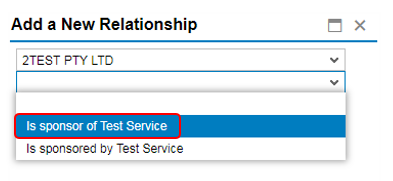 Add a New Relationship
2TEST PTY LTD
Is sponsor of Test Service
Is sponsored by Test Service